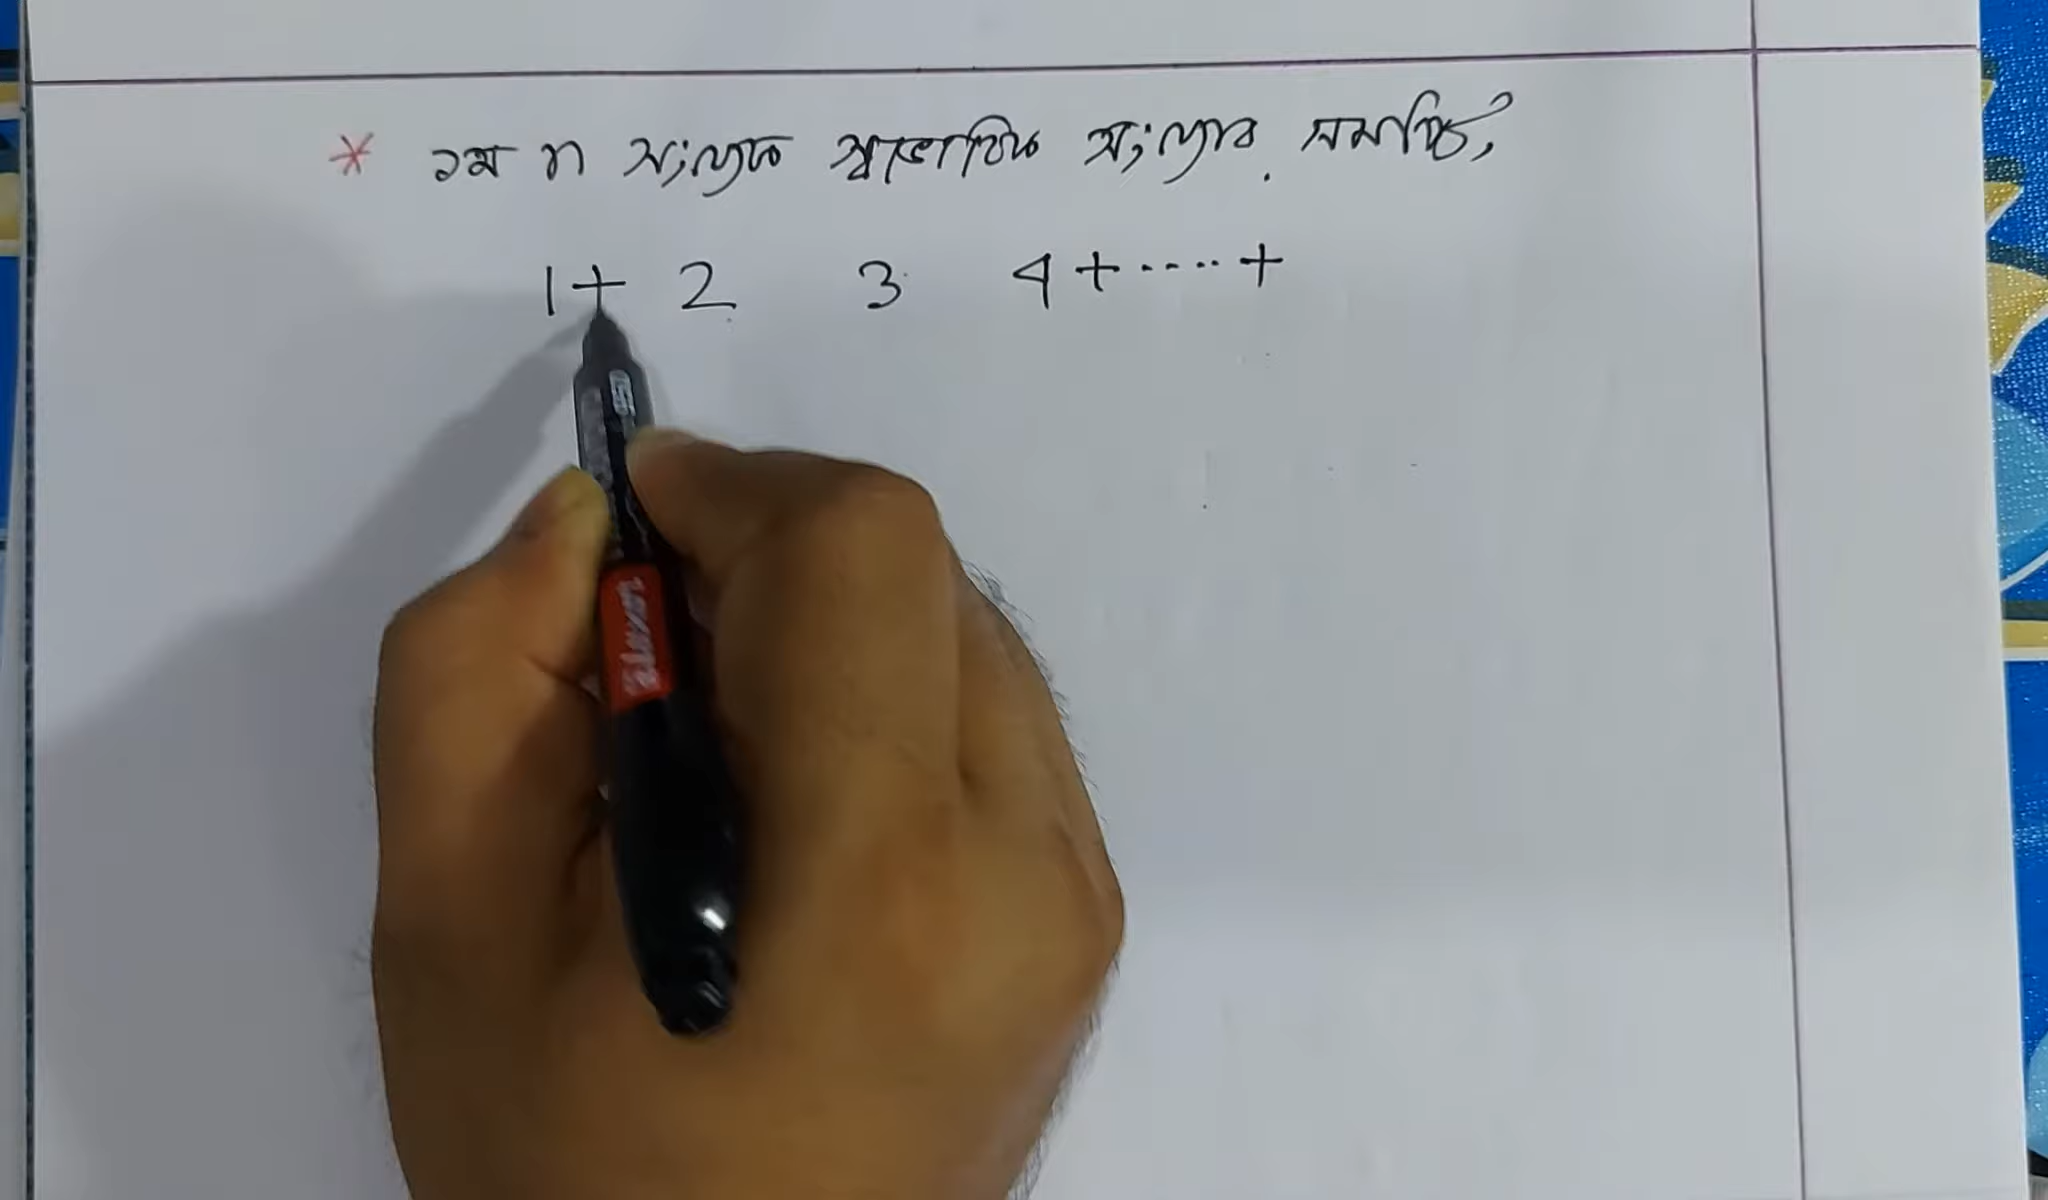 * ১ম n সংখ্যক স্বাভাবিক সংখ্যার সমষ্টি,
1 + 2 3 4 + ···· +